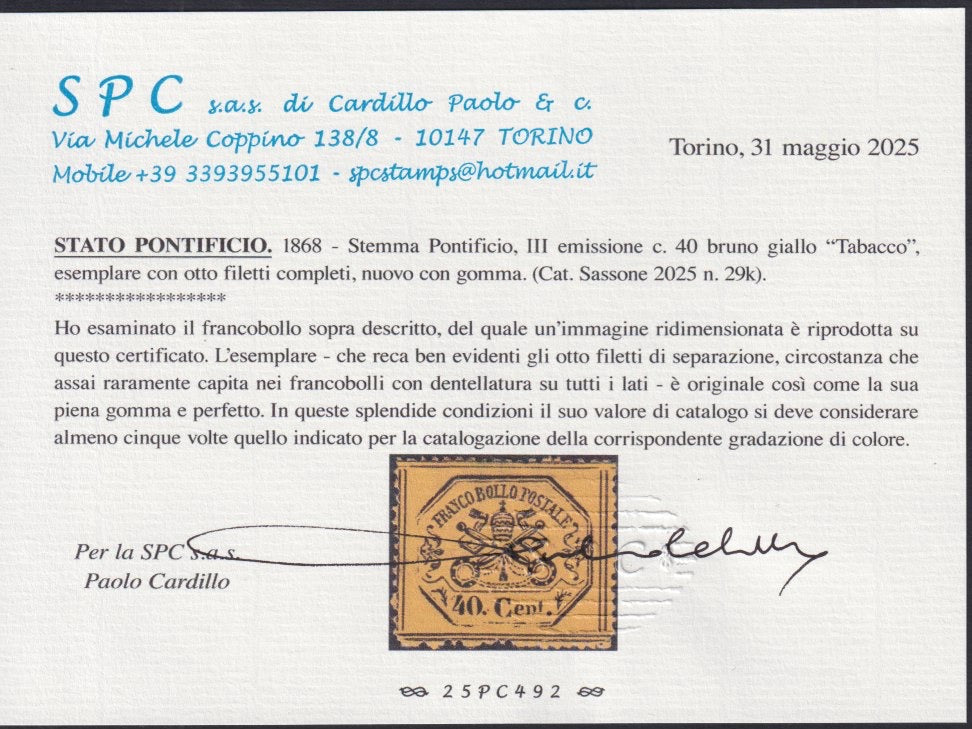 SPC s.a.s. di Cardillo Paolo & c.
Via Michele Coppino 138/8 - 10147 TORINO
Mobile +39 3393955101 - spcstamps@hotmail.it
Torino, 31 maggio 2025
STATO PONTIFICIO. 1868 - Stemma Pontificio, III emissione c. 40 bruno giallo “Tabacco”,
esemplare con otto filetti completi, nuovo con gomma. (Cat. Sassone 2025 n. 29k).
*****************
Ho esaminato il francobollo sopra descritto, del quale un’immagine ridimensionata è riprodotta su
questo certificato. L’esemplare - che reca ben evidenti gli otto filetti di separazione, circostanza che
assai raramente capita nei francobolli con dentellatura su tutti i lati - è originale così come la sua
piena gomma e perfetto. In queste splendide condizioni il suo valore di catalogo si deve considerare
almeno cinque volte quello indicato per la catalogazione della corrispondente gradazione di colore.
FRANCO BOLLO POSTALE
40. Cent.
Per la SPC s.a.s.
Paolo Cardillo
25PC492